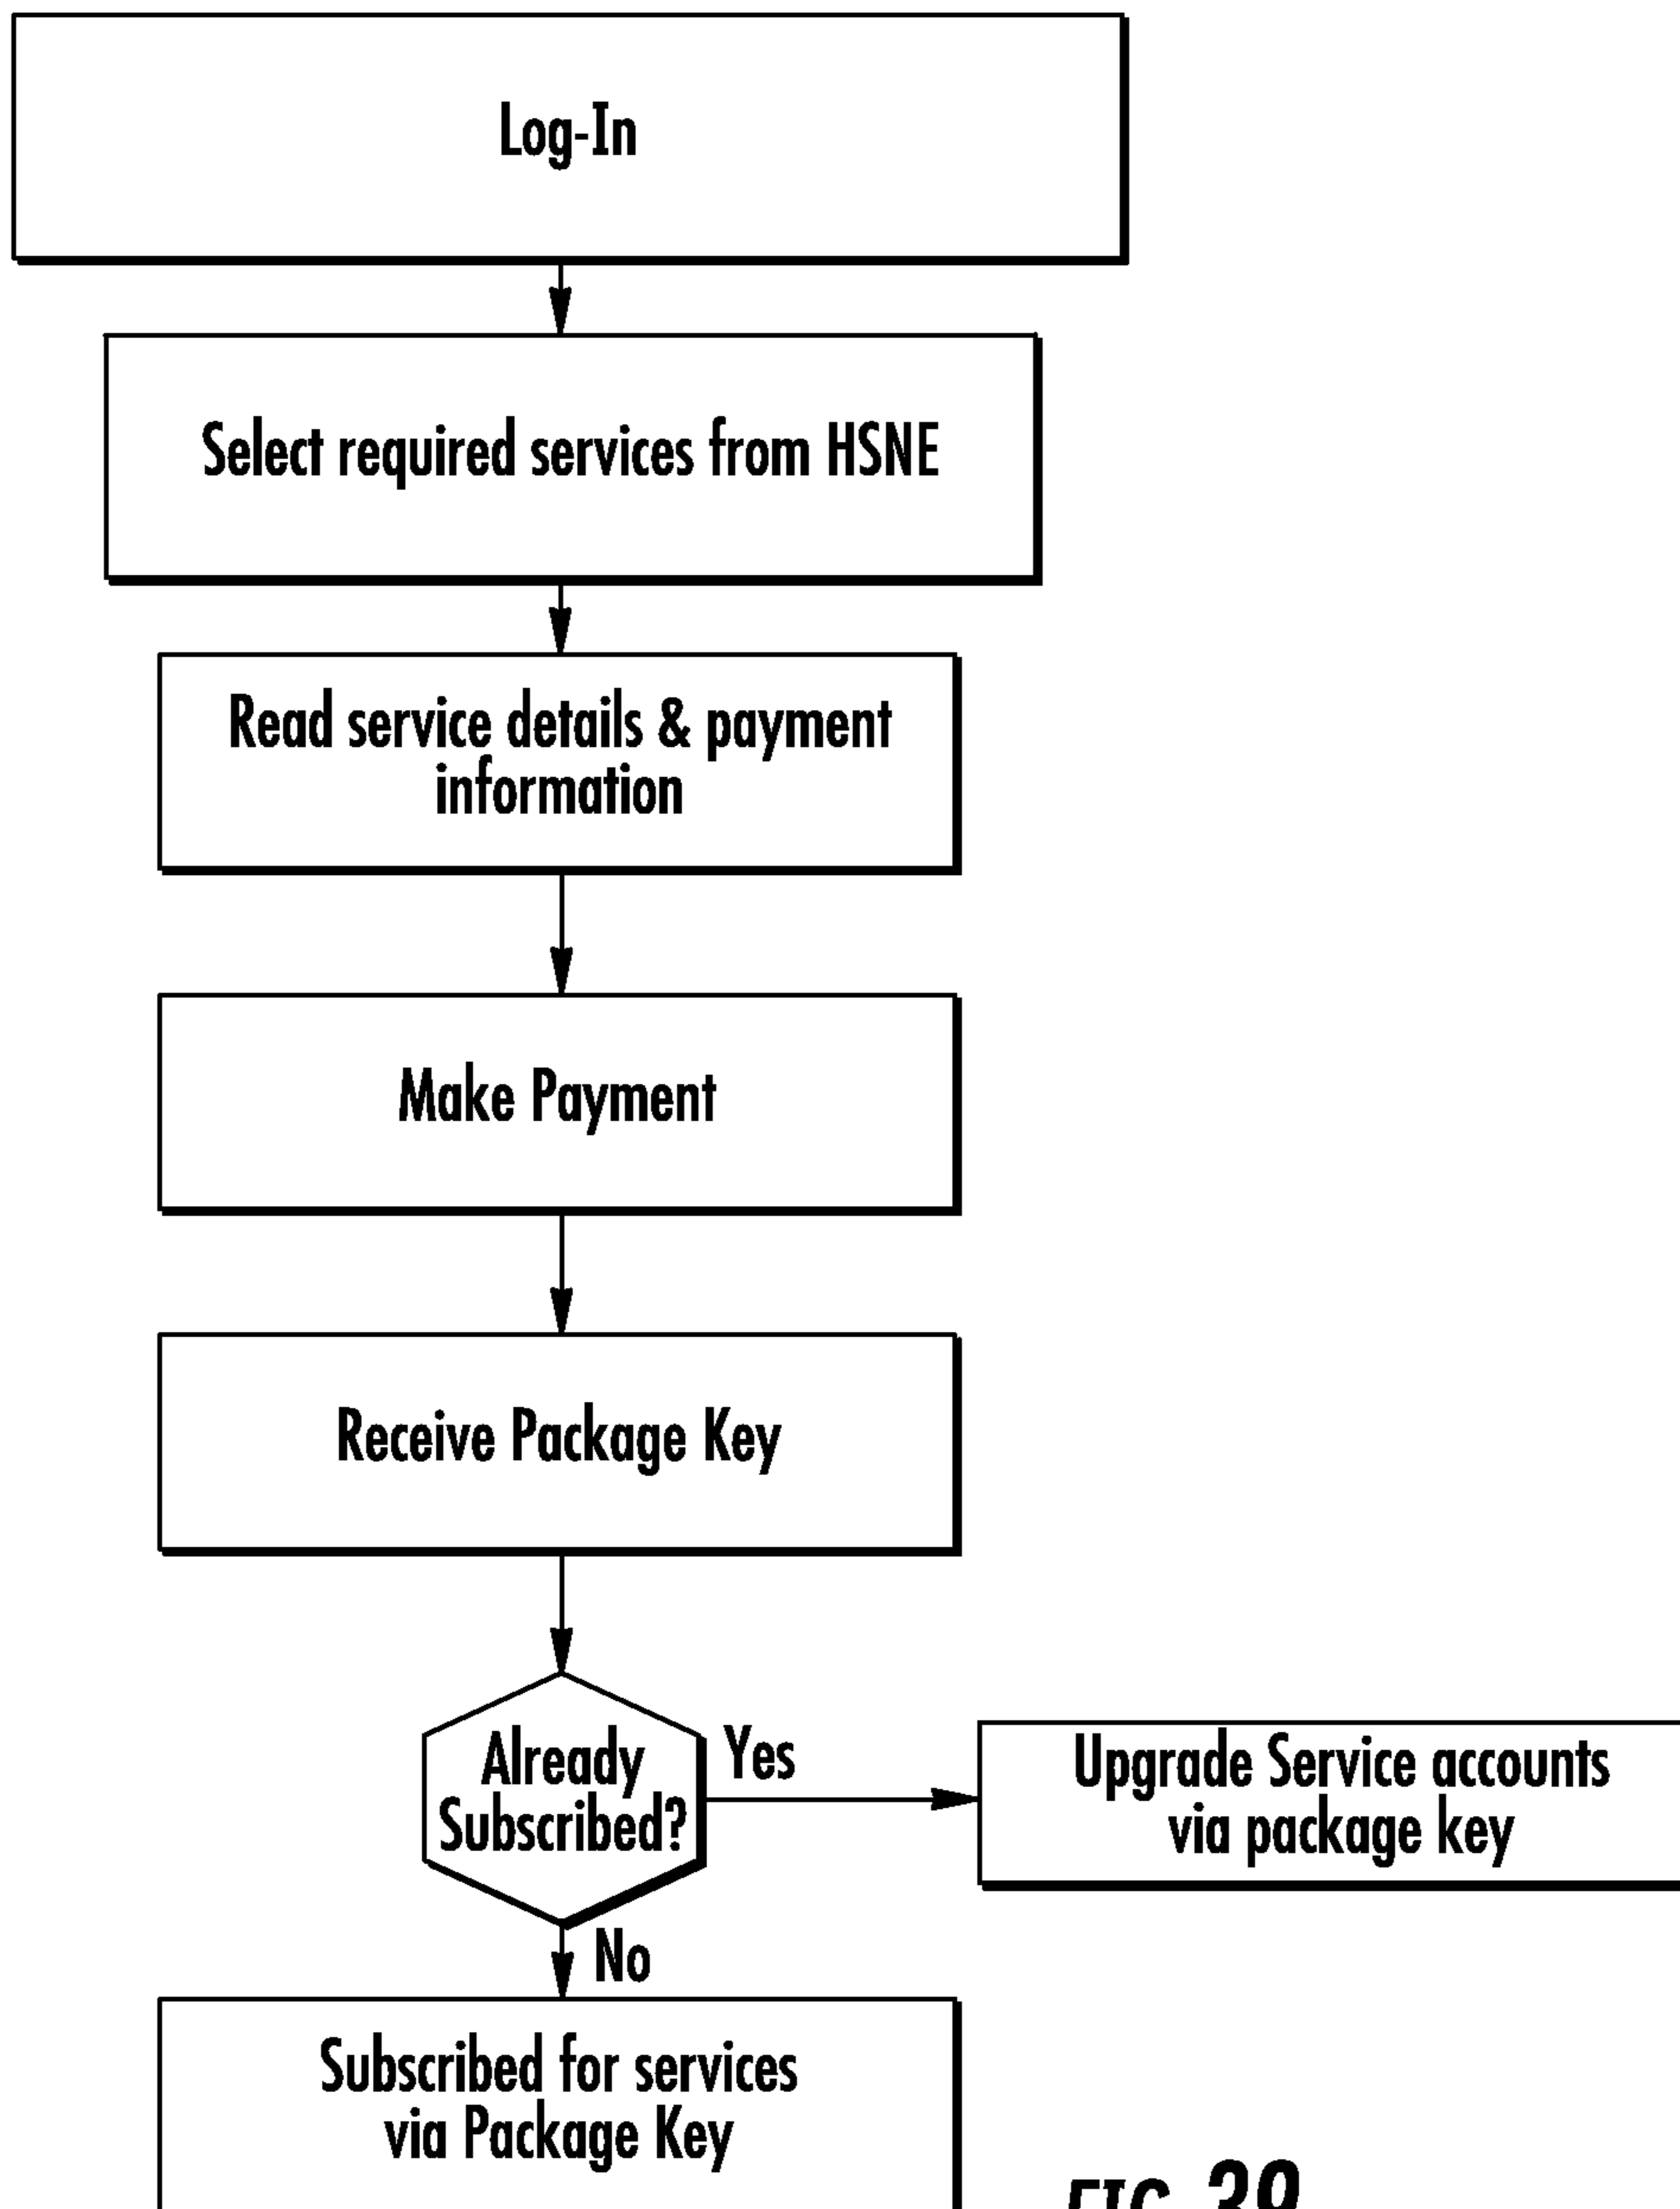 Log-In
Select required services from HSNE
Read service details & payment
information
Make Payment
Receive Package Key
Already
Subscribed?
Yes
Upgrade Service accounts
via package key
No
Subscribed for services
via Package Key